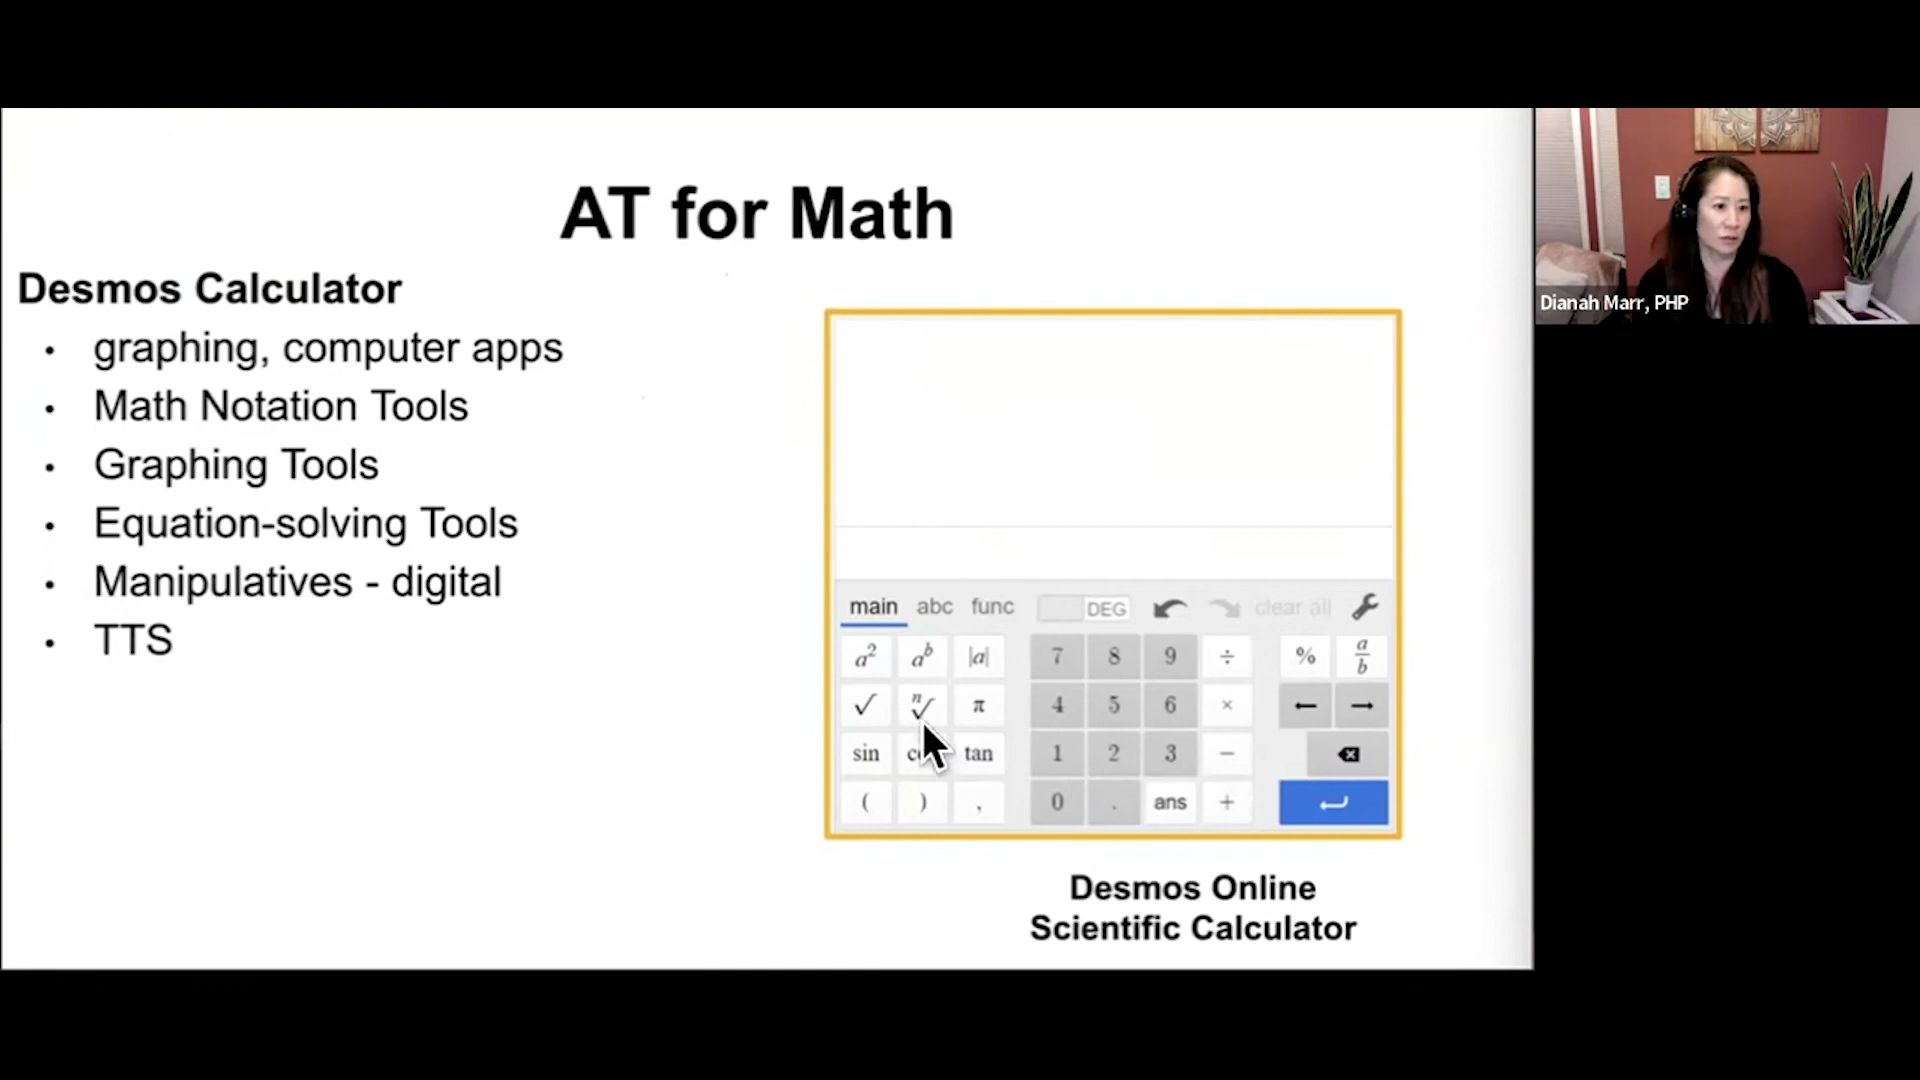 AT for Math
Desmos Calculator
• graphing, computer apps
• Math Notation Tools
• Graphing Tools
• Equation-solving Tools
• Manipulatives - digital
• TTS
main abc func DEG clear all
a² aᵇ |a| 7 8 9 ÷ % a/b
√ ⁿ√ π 4 5 6 × ← →
sin tan 1 2 3 −
( ) , 0 . ans +
Desmos Online
Scientific Calculator
Dianah Marr, PHP